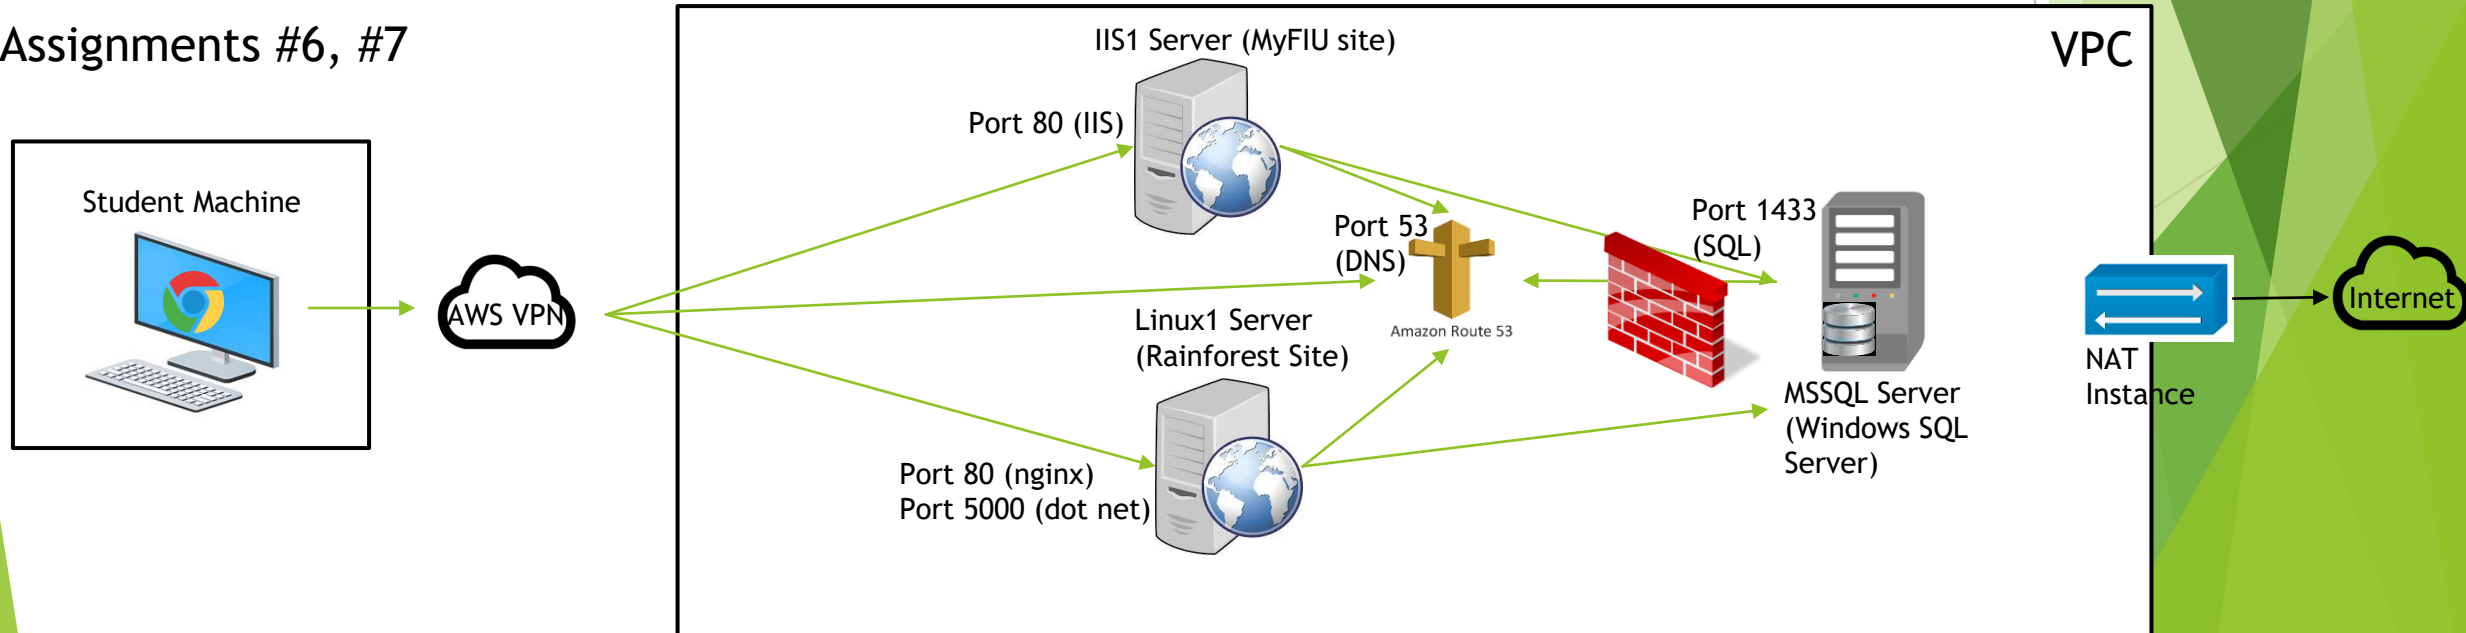 Assignments #6, #7
IIS1 Server (MyFIU site)
VPC
Port 80 (IIS)
Student Machine
Port 53
(DNS)
Port 1433
(SQL)
AWS VPN
Internet
Linux1 Server
(Rainforest Site)
Amazon Route 53
NAT
Instance
MSSQL Server
(Windows SQL
Server)
Port 80 (nginx)
Port 5000 (dot net)